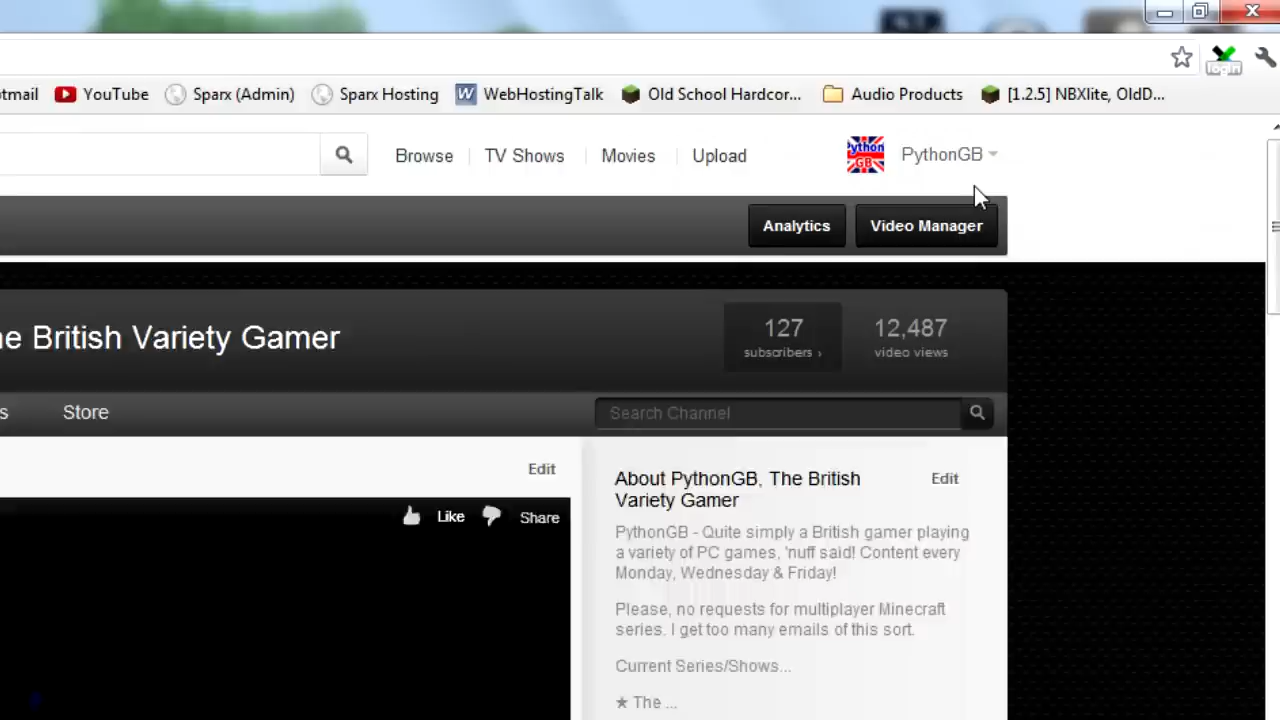 tmail YouTube Sparx (Admin) Sparx Hosting WebHostingTalk Old School Hardcor... Audio Products [1.2.5] NBXlite, OldD...
Browse TV Shows Movies Upload Python GB PythonGB
Analytics Video Manager
e British Variety Gamer
127 subscribers › 12,487 video views
s Store Search Channel
Edit
Like Share
About PythonGB, The British Edit
Variety Gamer
PythonGB - Quite simply a British gamer playing
a variety of PC games, 'nuff said! Content every
Monday, Wednesday & Friday!
Please, no requests for multiplayer Minecraft
series. I get too many emails of this sort.
Current Series/Shows...
★ The ...